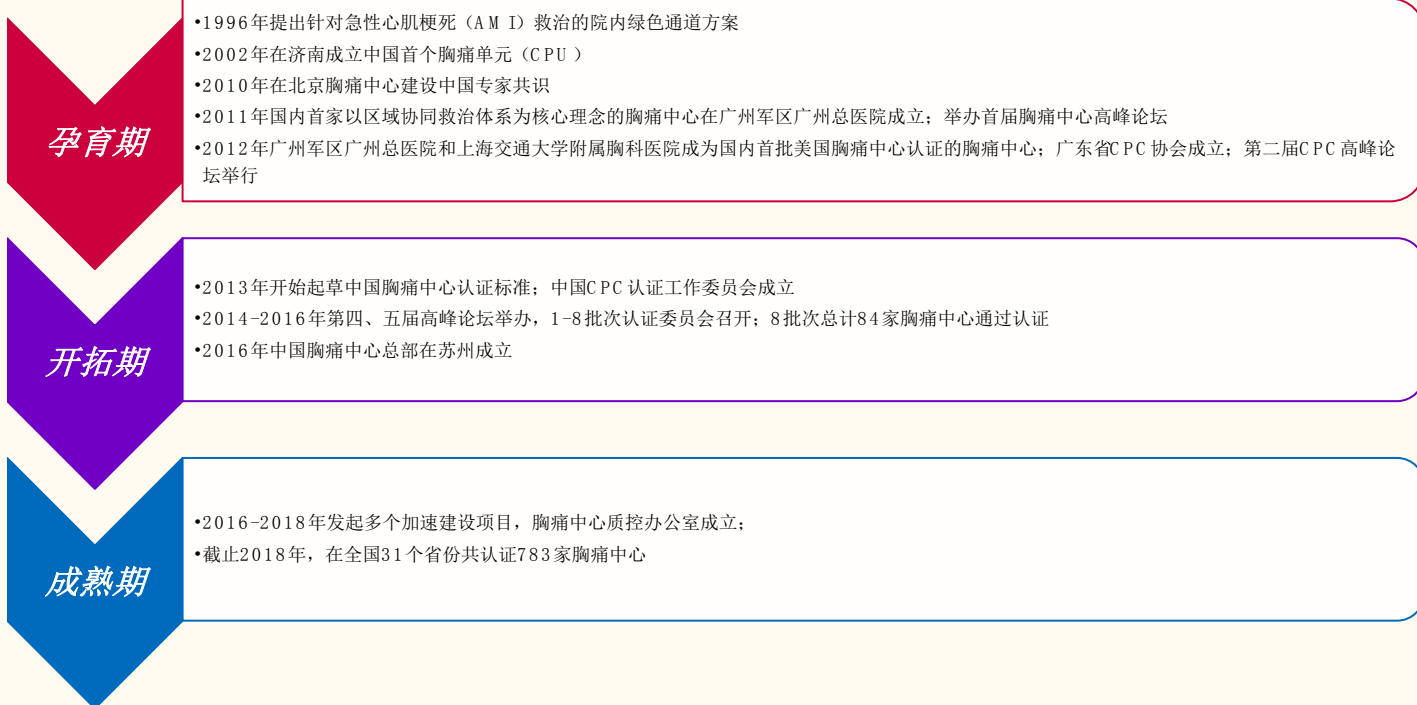 •1996年提出针对急性心肌梗死（AMI）救治的院内绿色通道方案
•2002年在济南成立中国首个胸痛单元（CPU）
•2010年在北京胸痛中心建设中国专家共识
•2011年国内首家以区域协同救治体系为核心理念的胸痛中心在广州军区广州总医院成立；举办首届胸痛中心高峰论坛
孕育期
•2012年广州军区广州总医院和上海交通大学附属胸科医院成为国内首批美国胸痛中心认证的胸痛中心；广东省CPC协会成立；第二届CPC高峰论
坛举行
•2013年开始起草中国胸痛中心认证标准；中国CPC认证工作委员会成立
•2014-2016年第四、五届高峰论坛举办，1-8批次认证委员会召开；8批次总计84家胸痛中心通过认证
开拓期
•2016年中国胸痛中心总部在苏州成立
•2016-2018年发起多个加速建设项目，胸痛中心质控办公室成立；
•截止2018年，在全国31个省份共认证783家胸痛中心
成熟期